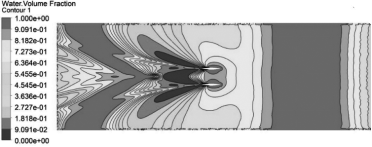 Water.Volume Fraction
Contour 1
1.000e+00
9.091e-01
8.182e-01
7.273e-01
6.364e-01
5.455e-01
4.545e-01
3.636e-01
2.727e-01
1.818e-01
9.091e-02
0.000e+00